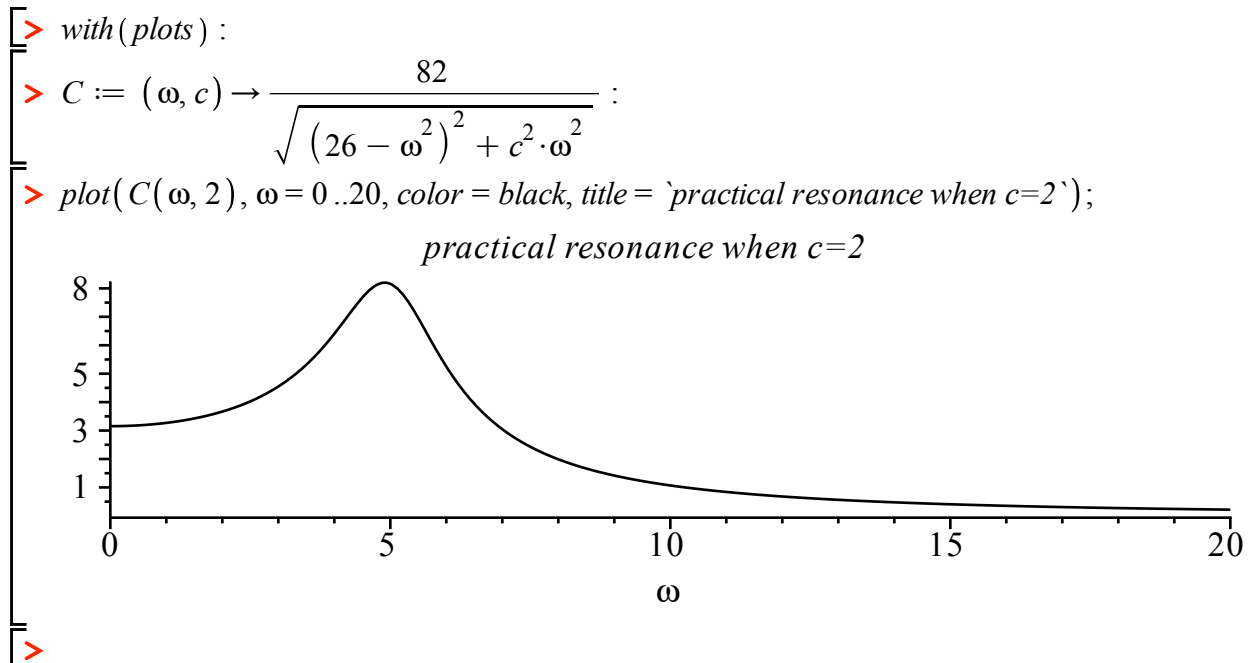 > with(plots) :
> C := (ω, c) → 82 / √((26 − ω²)² + c²·ω²) :
> plot(C(ω, 2), ω = 0 ..20, color = black, title = `practical resonance when c=2`);
practical resonance when c=2
8
5
3
1
0 5 10 15 20
ω
>